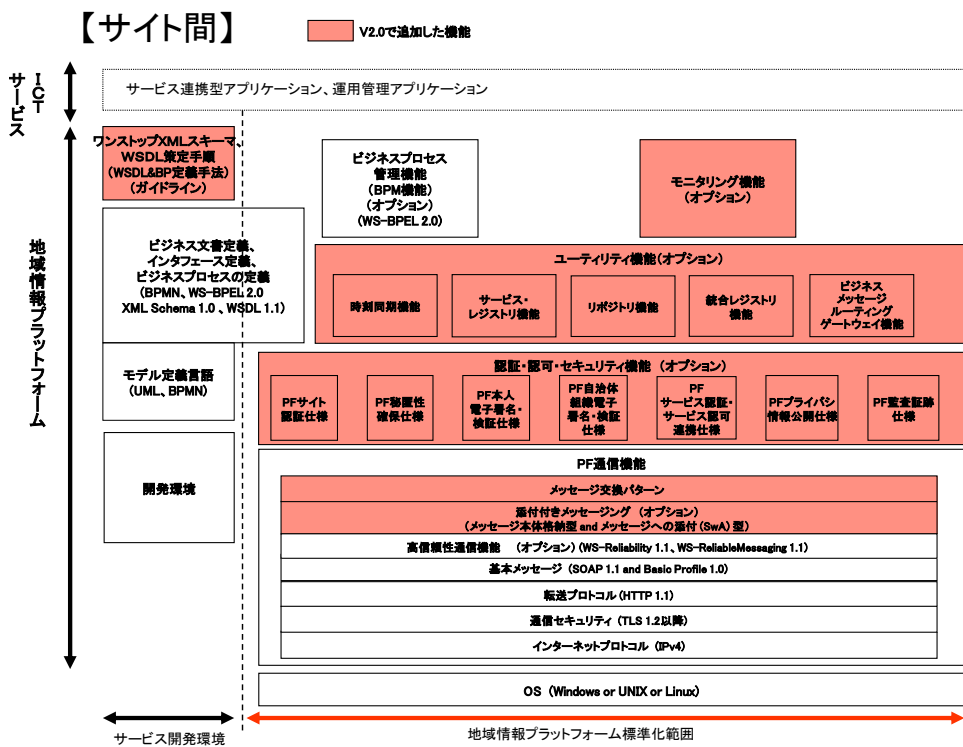 【サイト間】
V2.0で追加した機能
ICT
サービス
サービス連携型アプリケーション、運用管理アプリケーション
地域情報プラットフォーム
ワンストップXMLスキーマ、
WSDL策定手順
(WSDL&BP定義手法)
(ガイドライン)
ビジネスプロセス
管理機能
(BPM機能)
(オプション)
(WS-BPEL 2.0)
モニタリング機能
(オプション)
ビジネス文書定義、
インタフェース定義、
ビジネスプロセスの定義
(BPMN、WS-BPEL 2.0
XML Schema 1.0 、WSDL 1.1)
ユーティリティ機能(オプション)
時刻同期機能
サービス・
レジストリ機能
リポジトリ機能
統合レジストリ
機能
ビジネス
メッセージ
ルーティング
ゲートウェイ機能
モデル定義言語
(UML、BPMN)
認証・認可・セキュリティ機能 (オプション)
PFサイト
認証仕様
PF秘匿性
確保仕様
PF本人
電子署名・
検証仕様
PF自治体
組織電子
署名・検証
仕様
PF
サービス認証・
サービス認可
連携仕様
PFプライバシ
情報公開仕様
PF監査証跡
仕様
開発環境
PF通信機能
メッセージ交換パターン
添付付きメッセージング (オプション)
(メッセージ本体格納型 and メッセージへの添付(SwA) 型)
高信頼性通信機能 (オプション) (WS-Reliability 1.1、WS-ReliableMessaging 1.1)
基本メッセージ (SOAP 1.1 and Basic Profile 1.0)
転送プロトコル (HTTP 1.1)
通信セキュリティ (TLS 1.2以降)
インターネットプロトコル (IPv4)
OS (Windows or UNIX or Linux)
サービス開発環境
地域情報プラットフォーム標準化範囲